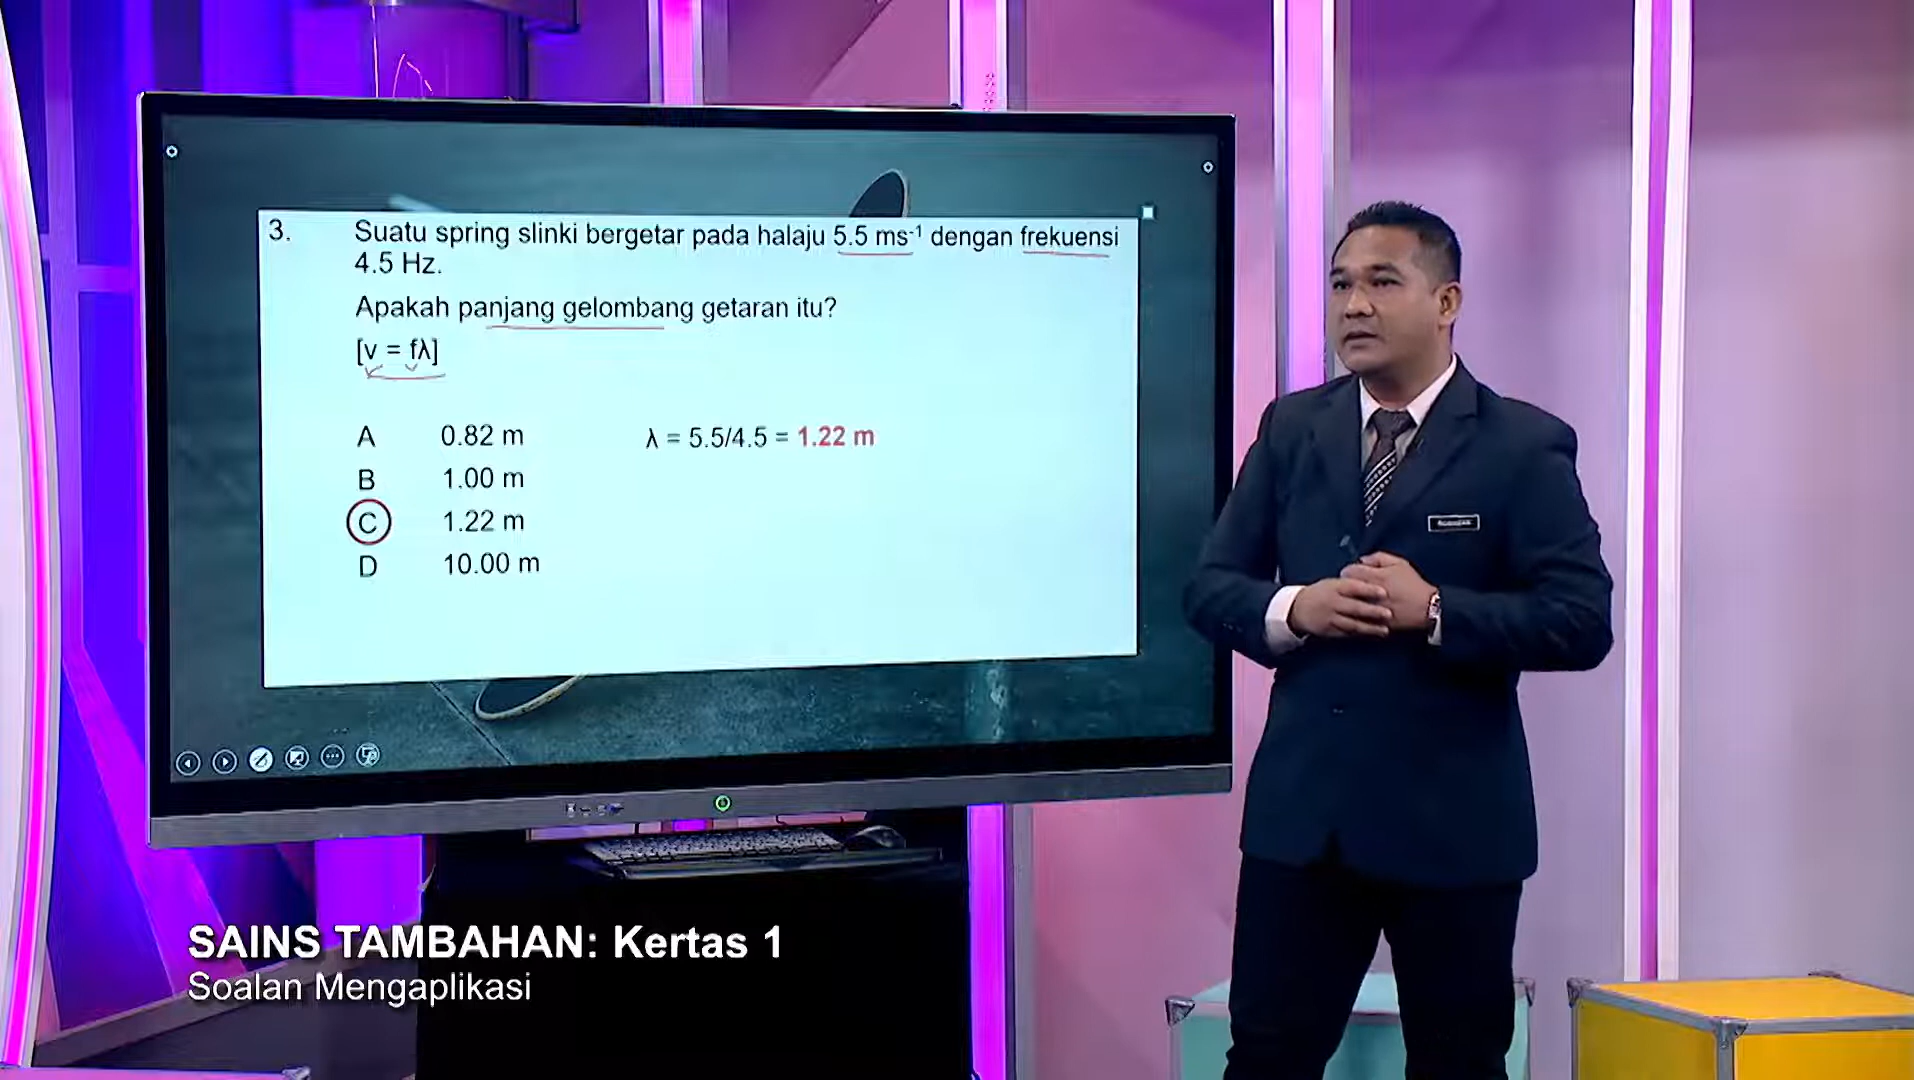 3. Suatu spring slinki bergetar pada halaju 5.5 ms⁻¹ dengan frekuensi
4.5 Hz.
Apakah panjang gelombang getaran itu?
[v = fλ]
A 0.82 m λ = 5.5/4.5 = 1.22 m
B 1.00 m
C 1.22 m
D 10.00 m
SAINS TAMBAHAN: Kertas 1
Soalan Mengaplikasi